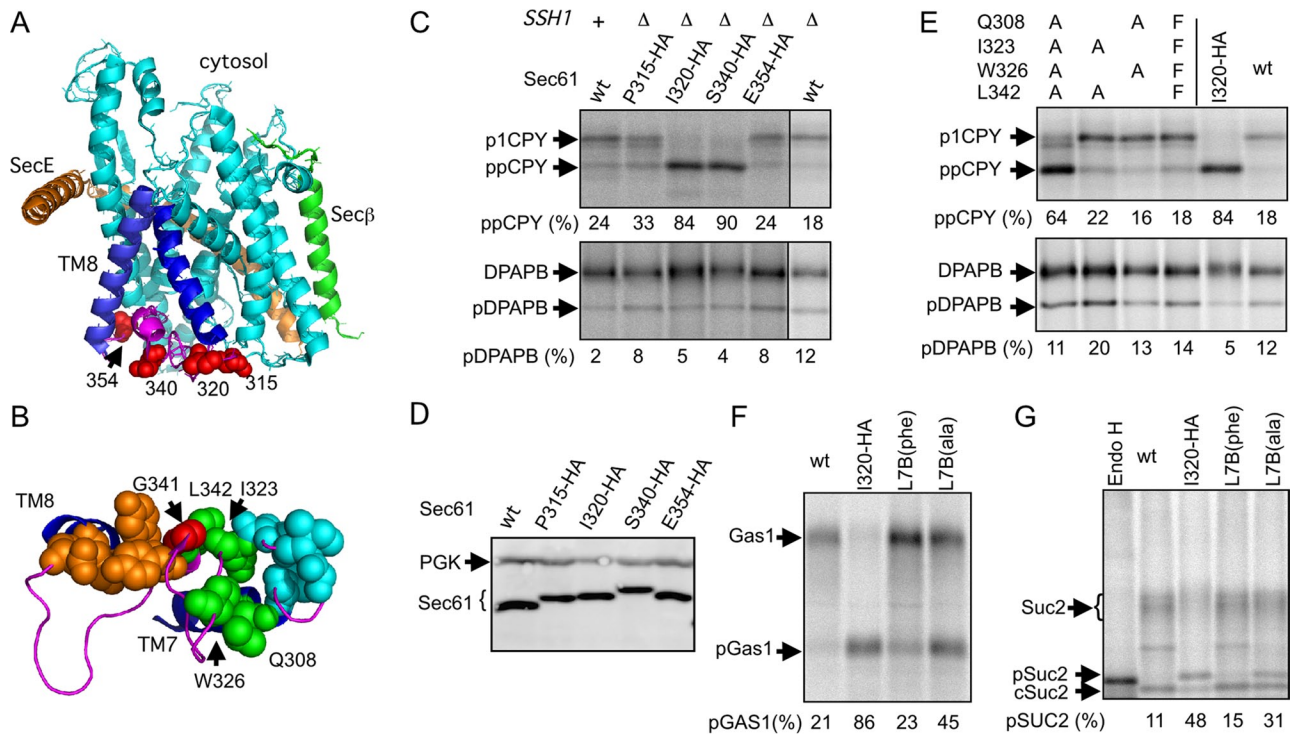 A
cytosol
SecE
Secβ
TM8
354
340
320
315
B
TM8
G341
L342
I323
TM7
W326
Q308
C
SSH1 + Δ Δ Δ Δ Δ
Sec61 wt P315-HA I320-HA S340-HA E354-HA wt
p1CPY
ppCPY
ppCPY (%) 24 33 84 90 24 18
DPAPB
pDPAPB
pDPAPB (%) 2 8 5 4 8 12
D
Sec61 wt P315-HA I320-HA S340-HA E354-HA
PGK
Sec61 {
E
Q308 A A F
I323 A A F
W326 A A F
L342 A A F
I320-HA wt
p1CPY
ppCPY
ppCPY (%) 64 22 16 18 84 18
DPAPB
pDPAPB
pDPAPB (%) 11 20 13 14 5 12
F
wt I320-HA L7B(phe) L7B(ala)
Gas1
pGas1
pGAS1(%) 21 86 23 45
G
Endo H wt I320-HA L7B(phe) L7B(ala)
Suc2
pSuc2
cSuc2
pSUC2 (%) 11 48 15 31